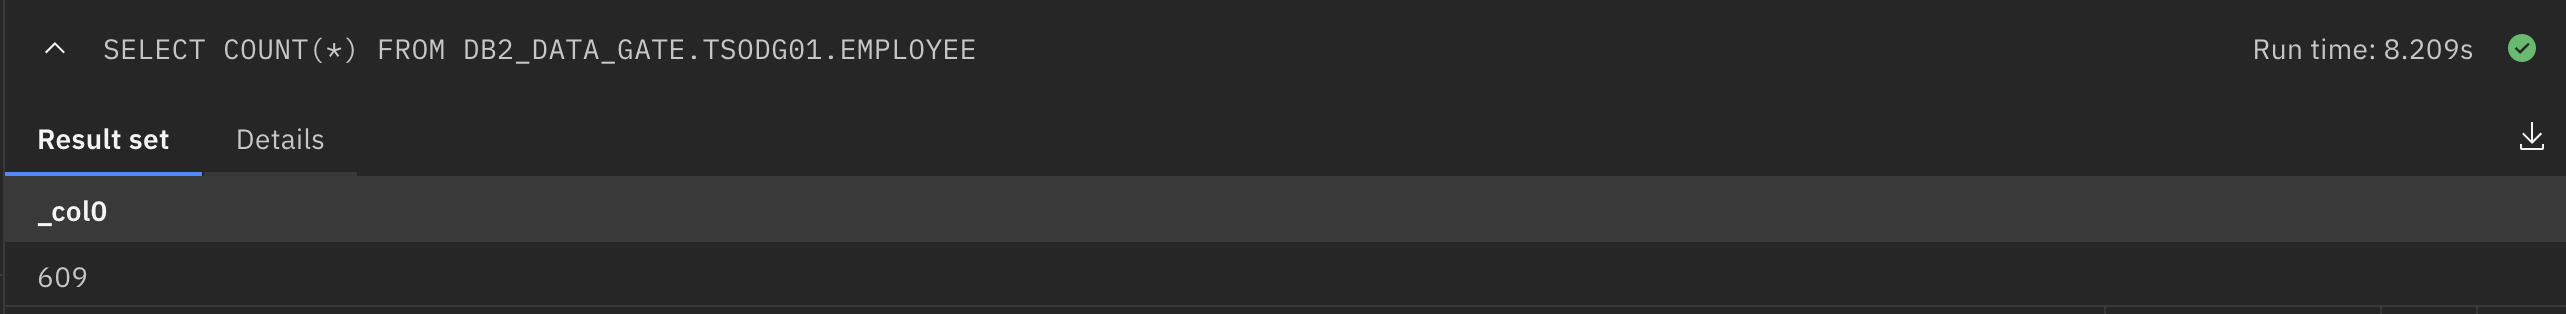 SELECT COUNT(*) FROM DB2_DATA_GATE.TSODG01.EMPLOYEE Run time: 8.209s
Result set Details
_col0
609